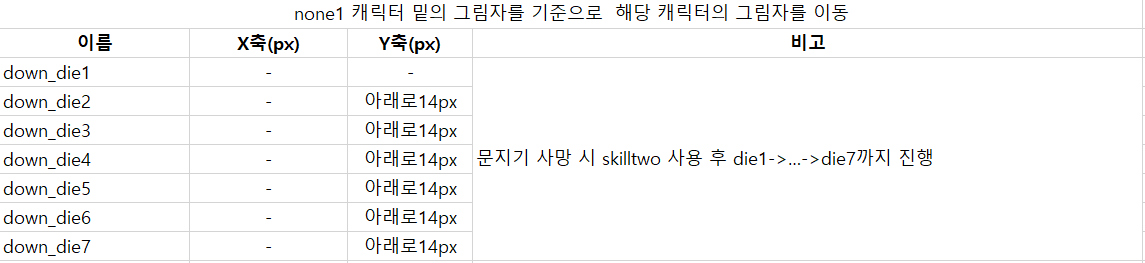 none1 캐릭터 밑의 그림자를 기준으로 해당 캐릭터의 그림자를 이동
이름 X축(px) Y축(px) 비고
down_die1 - -
down_die2 - 아래로14px
down_die3 - 아래로14px
down_die4 - 아래로14px 문지기 사망 시 skilltwo 사용 후 die1->...->die7까지 진행
down_die5 - 아래로14px
down_die6 - 아래로14px
down_die7 - 아래로14px